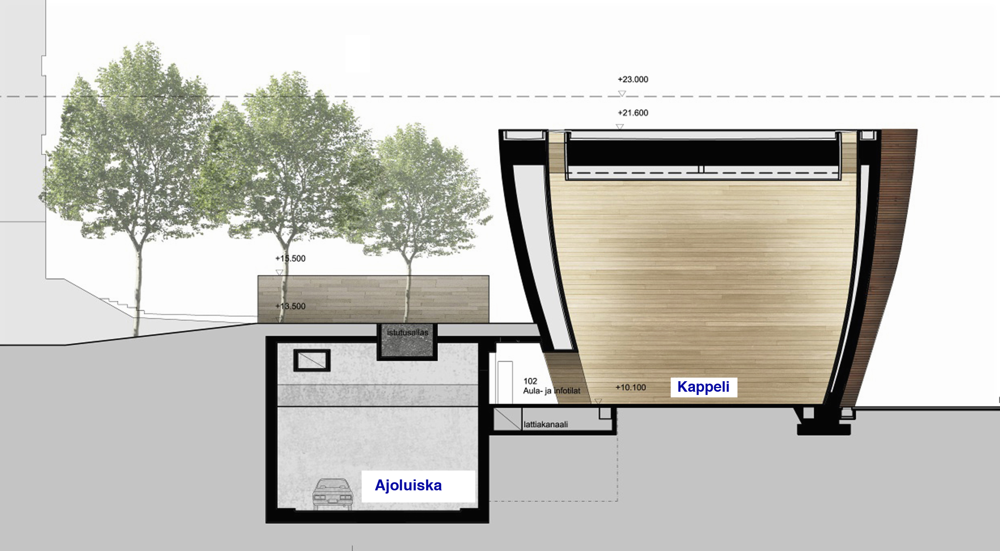 +23.000
+21.600
+15.500
+13.500
istutusallas
102
Aula- ja infotilat
+10.100
Kappeli
lattiakanaali
Ajoluiska